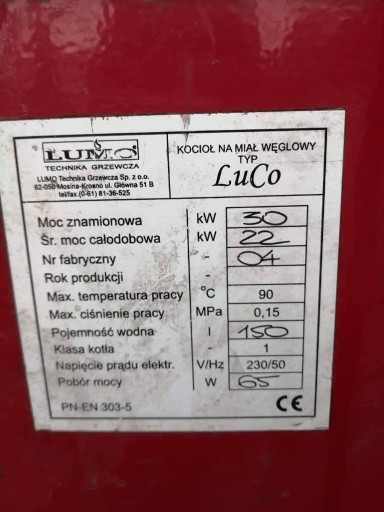 LUMO
TECHNIKA GRZEWCZA
LUMO Technika Grzewcza Sp. z o.o.
62-050 Mosina-Krosno ul. Główna 51 B
tel/fax.(0-61) 81-36-525
KOCIOŁ NA MIAŁ WĘGLOWY
TYP
LuCo
Moc znamionowa kW 30
Śr. moc całodobowa kW 22
Nr fabryczny - 04
Rok produkcji -
Max. temperatura pracy °C 90
Max. ciśnienie pracy MPa 0,15
Pojemność wodna l 150
Klasa kotła - 1
Napięcie prądu elektr. V/Hz 230/50
Pobór mocy W 65
PN-EN 303-5 CE